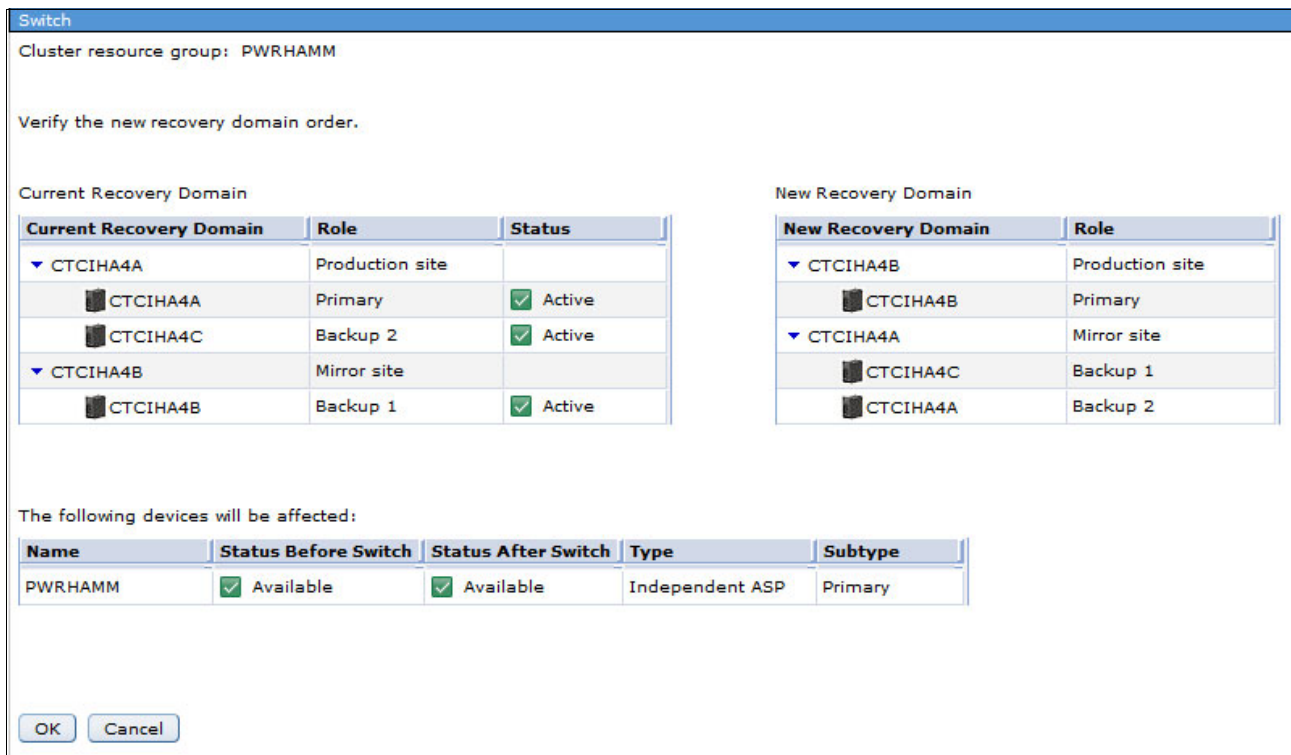 Switch
Cluster resource group: PWRHAMM
Verify the new recovery domain order.
Current Recovery Domain
Current Recovery Domain Role Status
CTCIHA4A Production site
CTCIHA4A Primary Active
CTCIHA4C Backup 2 Active
CTCIHA4B Mirror site
CTCIHA4B Backup 1 Active
New Recovery Domain
New Recovery Domain Role
CTCIHA4B Production site
CTCIHA4B Primary
CTCIHA4A Mirror site
CTCIHA4C Backup 1
CTCIHA4A Backup 2
The following devices will be affected:
Name Status Before Switch Status After Switch Type Subtype
PWRHAMM Available Available Independent ASP Primary
OK Cancel